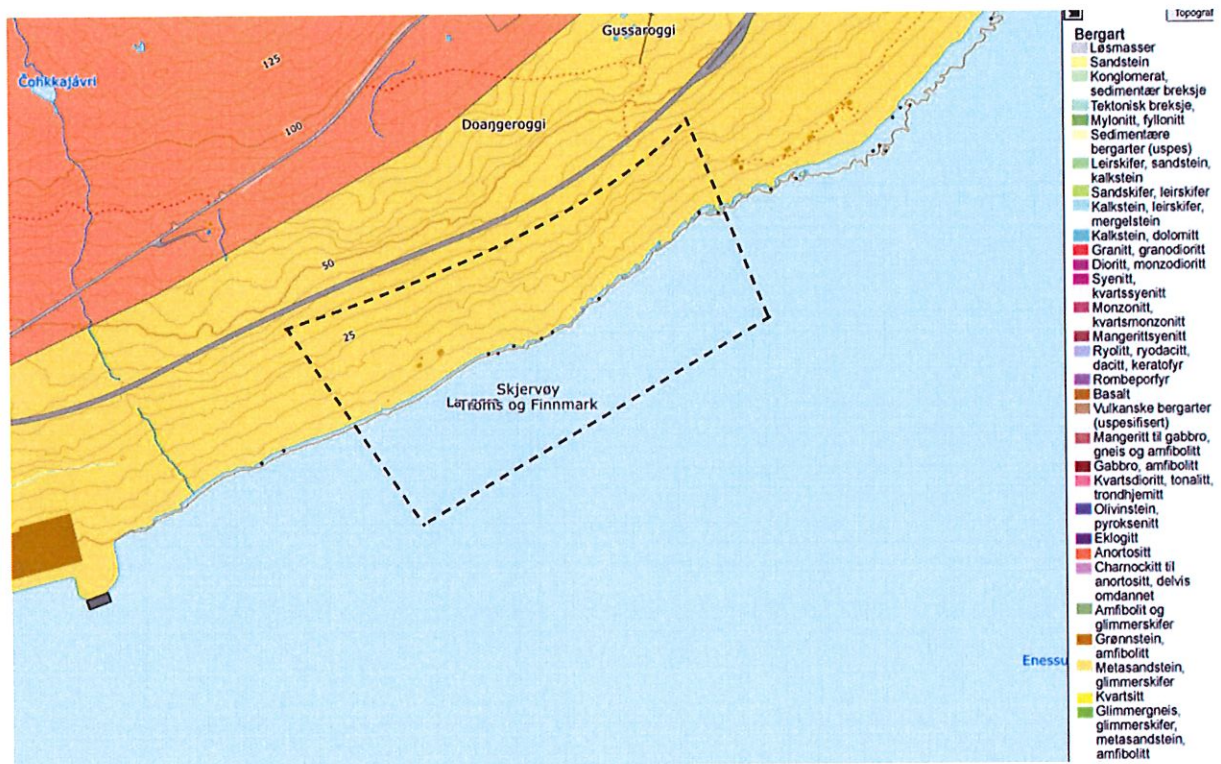 Topograf
Gussaroggi
125
Čohkkajávri
100
Doaŋgeroggi
50
25
Skjervøy
Troms og Finnmark
Enessu
Bergart
Løsmasser
Sandstein
Konglomerat,
sedimentær breksje
Tektonisk breksje,
Mylonitt, fyllonitt
Sedimentære
bergarter (uspes)
Leirskifer, sandstein,
kalkstein
Sandskifer, leirskifer
Kalkstein, leirskifer,
mergelstein
Kalkstein, dolomitt
Granitt, granodioritt
Dioritt, monzodioritt
Syenitt,
kvartssyenitt
Monzonitt,
kvartsmonzonitt
Mangerittsyenitt
Ryolitt, ryodacitt,
dacitt, keratofyr
Rombeporfyr
Basalt
Vulkanske bergarter
(uspesifisert)
Mangeritt til gabbro,
gneis og amfibolitt
Gabbro, amfibolitt
Kvartsdioritt, tonalitt,
trondhjemitt
Olivinstein,
pyroksenitt
Eklogitt
Anortositt
Charnockitt til
anortositt, delvis
omdannet
Amfibolit og
glimmerskifer
Grønnstein,
amfibolitt
Metasandstein,
glimmerskifer
Kvartsitt
Glimmergneis,
glimmerskifer,
metasandstein,
amfibolitt